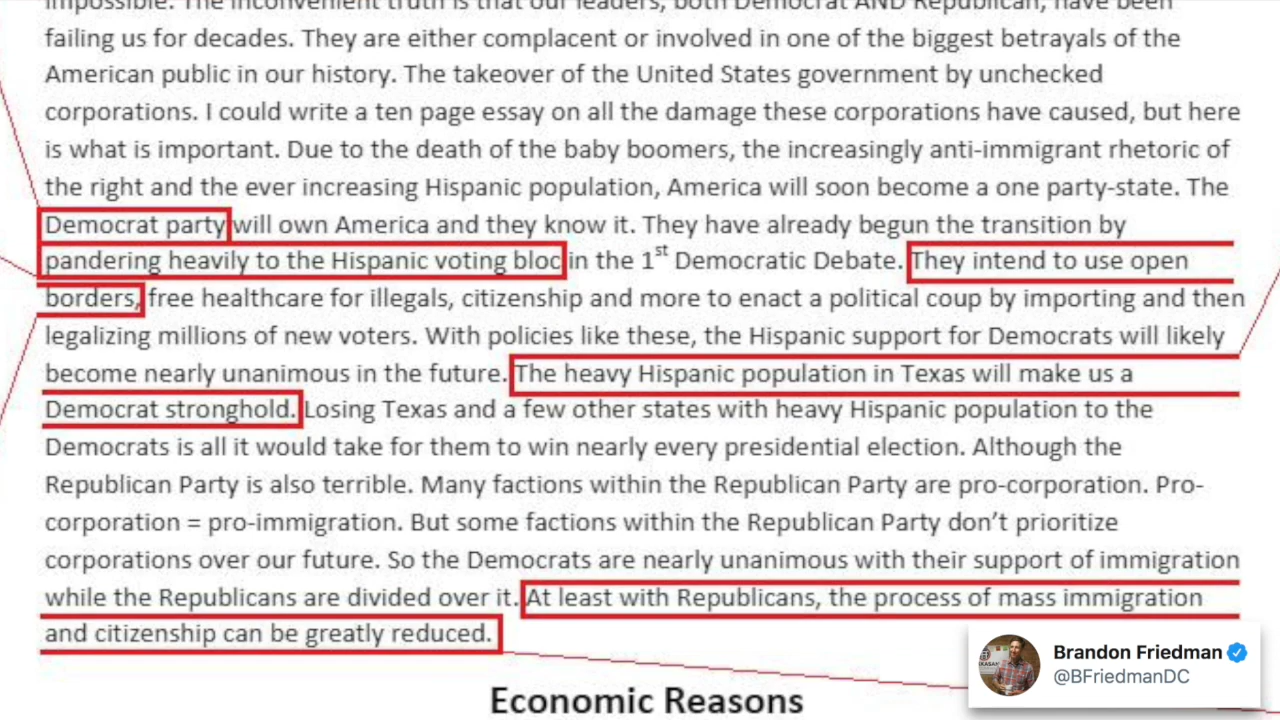 impossible. The inconvenient truth is that our leaders, both Democrat AND Republican, have been
failing us for decades. They are either complacent or involved in one of the biggest betrayals of the
American public in our history. The takeover of the United States government by unchecked
corporations. I could write a ten page essay on all the damage these corporations have caused, but here
is what is important. Due to the death of the baby boomers, the increasingly anti-immigrant rhetoric of
the right and the ever increasing Hispanic population, America will soon become a one party-state. The
Democrat party will own America and they know it. They have already begun the transition by
pandering heavily to the Hispanic voting bloc in the 1st Democratic Debate. They intend to use open
borders, free healthcare for illegals, citizenship and more to enact a political coup by importing and then
legalizing millions of new voters. With policies like these, the Hispanic support for Democrats will likely
become nearly unanimous in the future. The heavy Hispanic population in Texas will make us a
Democrat stronghold. Losing Texas and a few other states with heavy Hispanic population to the
Democrats is all it would take for them to win nearly every presidential election. Although the
Republican Party is also terrible. Many factions within the Republican Party are pro-corporation. Pro-
corporation = pro-immigration. But some factions within the Republican Party don’t prioritize
corporations over our future. So the Democrats are nearly unanimous with their support of immigration
while the Republicans are divided over it. At least with Republicans, the process of mass immigration
and citizenship can be greatly reduced.
Brandon Friedman
@BFriedmanDC
Economic Reasons